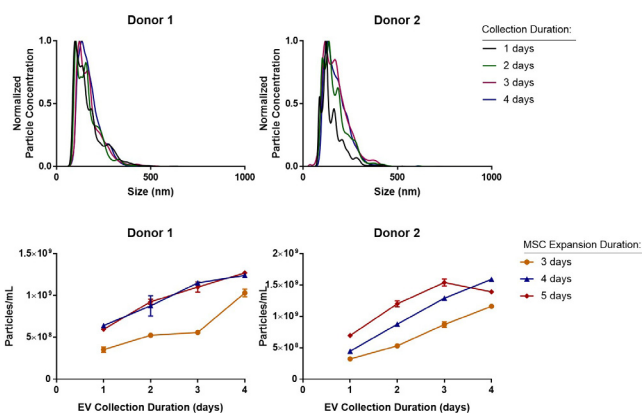 Donor 1
Donor 2
Collection Duration:
1 days
2 days
3 days
4 days
Normalized
Particle Concentration
1.0
0.5
0.0
0
500
1000
Size (nm)
Normalized
Particle Concentration
1.0
0.5
0.0
0
500
1000
Size (nm)
Donor 1
Donor 2
MSC Expansion Duration:
3 days
4 days
5 days
Particles/mL
1.5×10⁹
1×10⁹
5×10⁸
0
0
1
2
3
4
EV Collection Duration (days)
2×10⁹
1.5×10⁹
1×10⁹
5×10⁸
0
0
1
2
3
4
Particles/mL
EV Collection Duration (days)